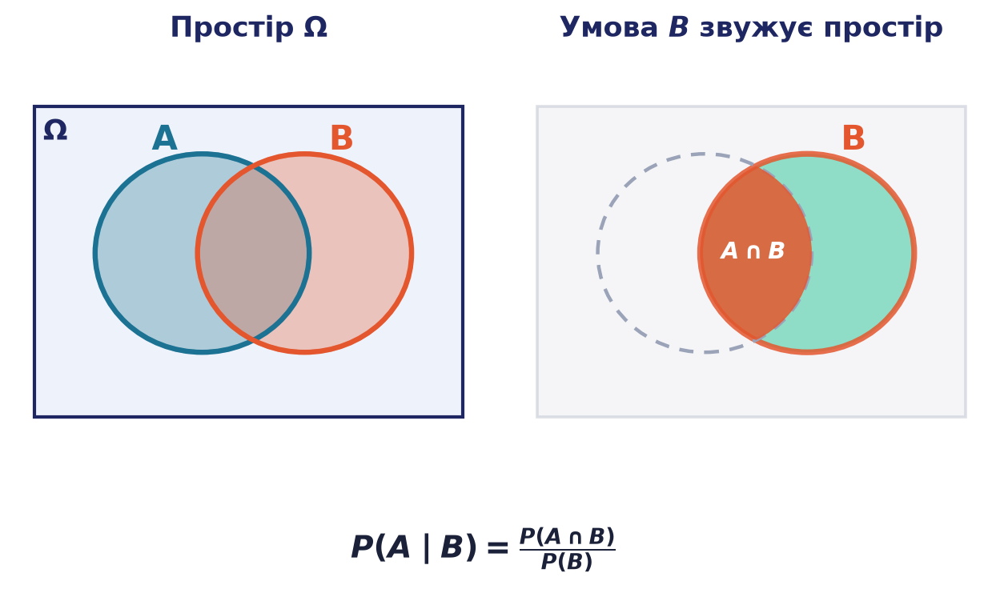 Простір Ω
Умова B звужує простір
Ω
A
B
B
A ∩ B
P(A | B) = P(A ∩ B) / P(B)